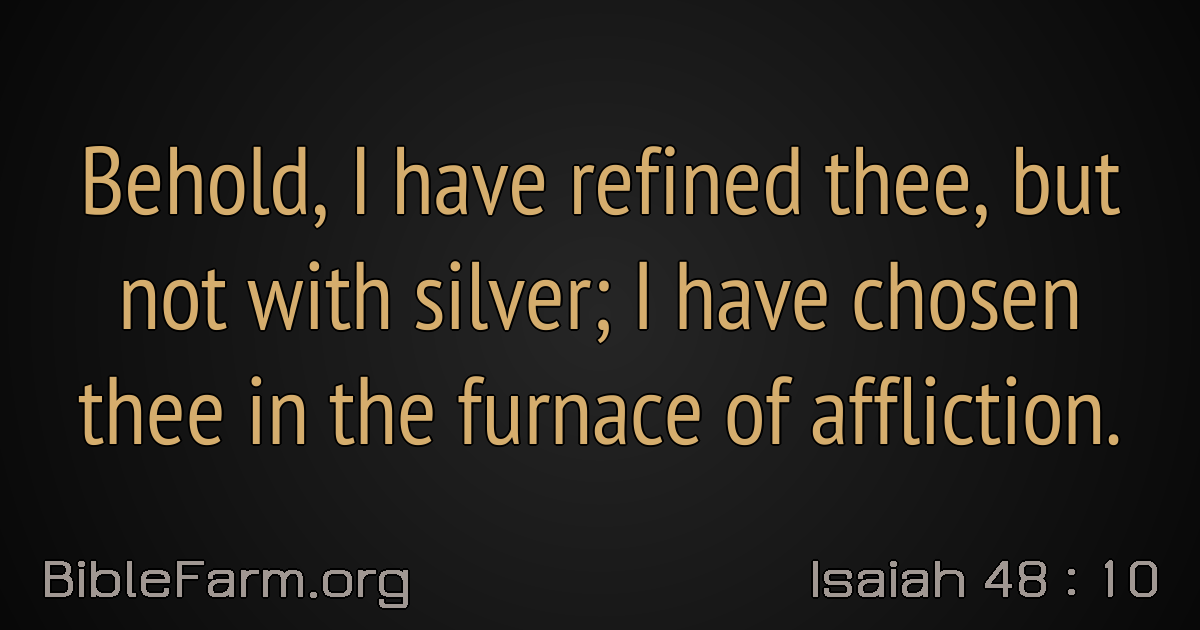 Behold, I have refined thee, but
not with silver; I have chosen
thee in the furnace of affliction.
BibleFarm.org
Isaiah 48 : 10